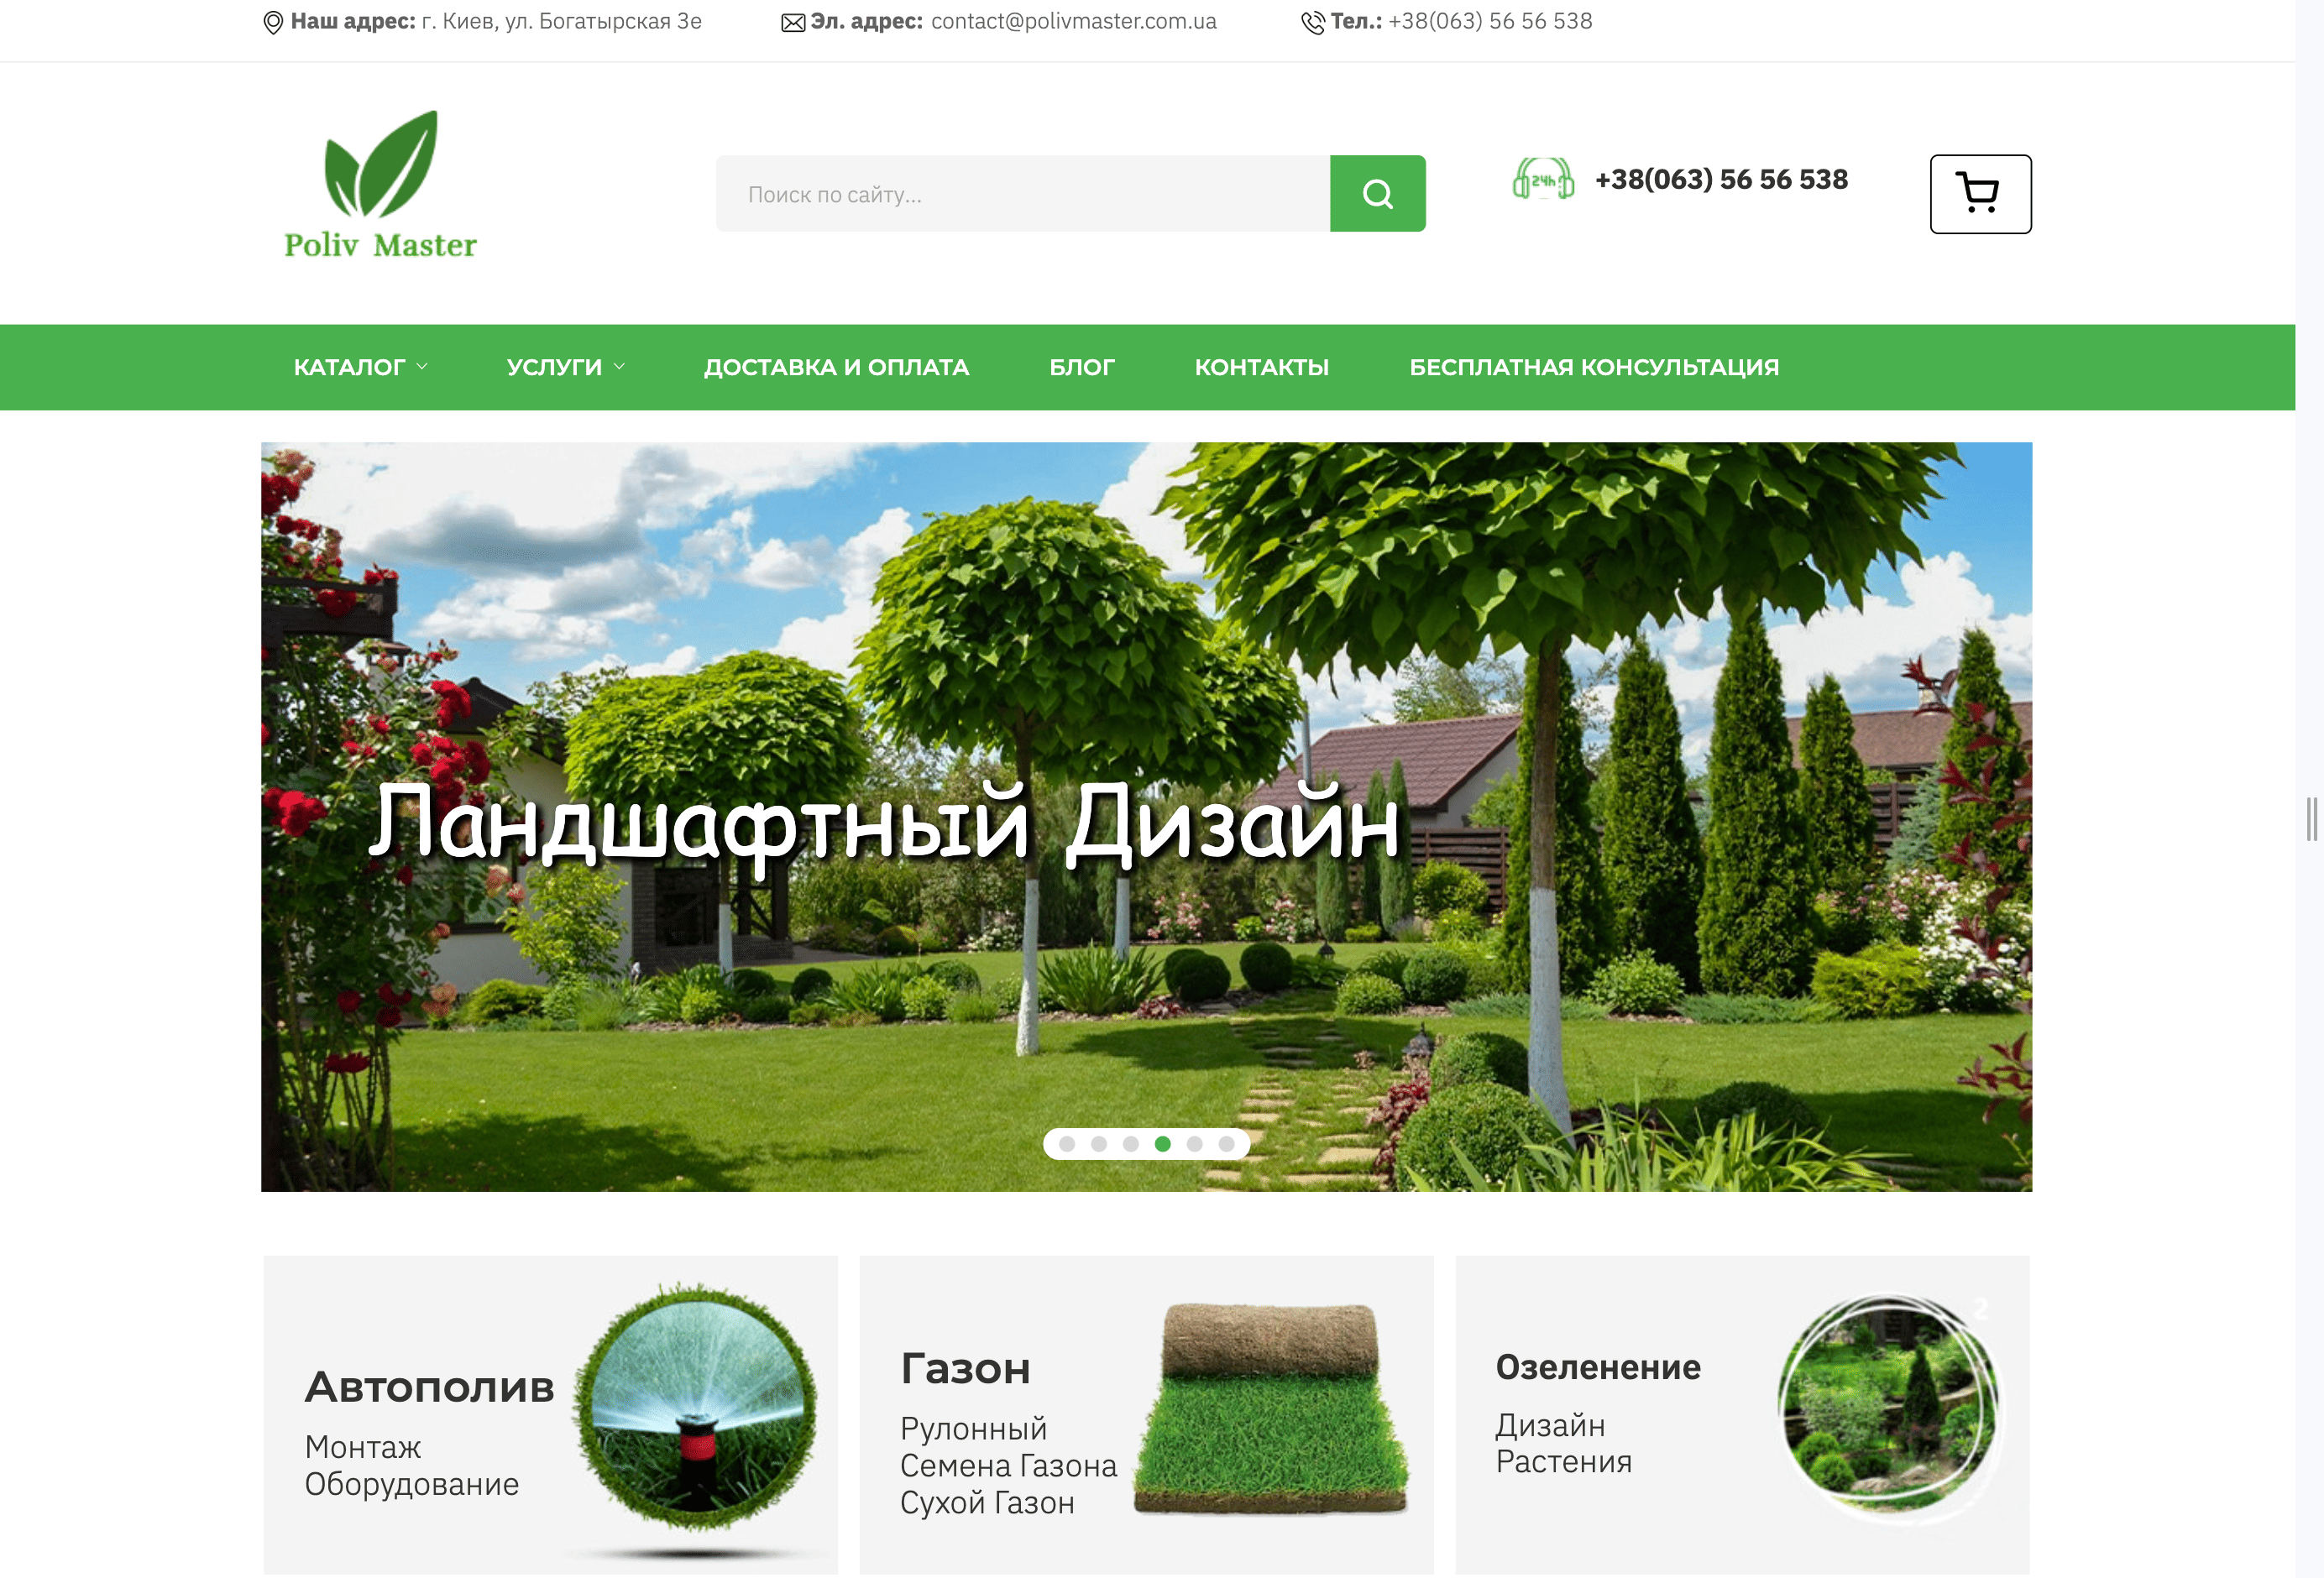 Наш адрес: г. Киев, ул. Богатырская 3е
Эл. адрес: contact@polivmaster.com.ua
Тел.: +38(063) 56 56 538
Poliv Master
Поиск по сайту...
24h
+38(063) 56 56 538
КАТАЛОГ
УСЛУГИ
ДОСТАВКА И ОПЛАТА
БЛОГ
КОНТАКТЫ
БЕСПЛАТНАЯ КОНСУЛЬТАЦИЯ
Ландшафтный Дизайн
Автополив
Монтаж
Оборудование
Газон
Рулонный
Семена Газона
Сухой Газон
Озеленение
Дизайн
Растения
2